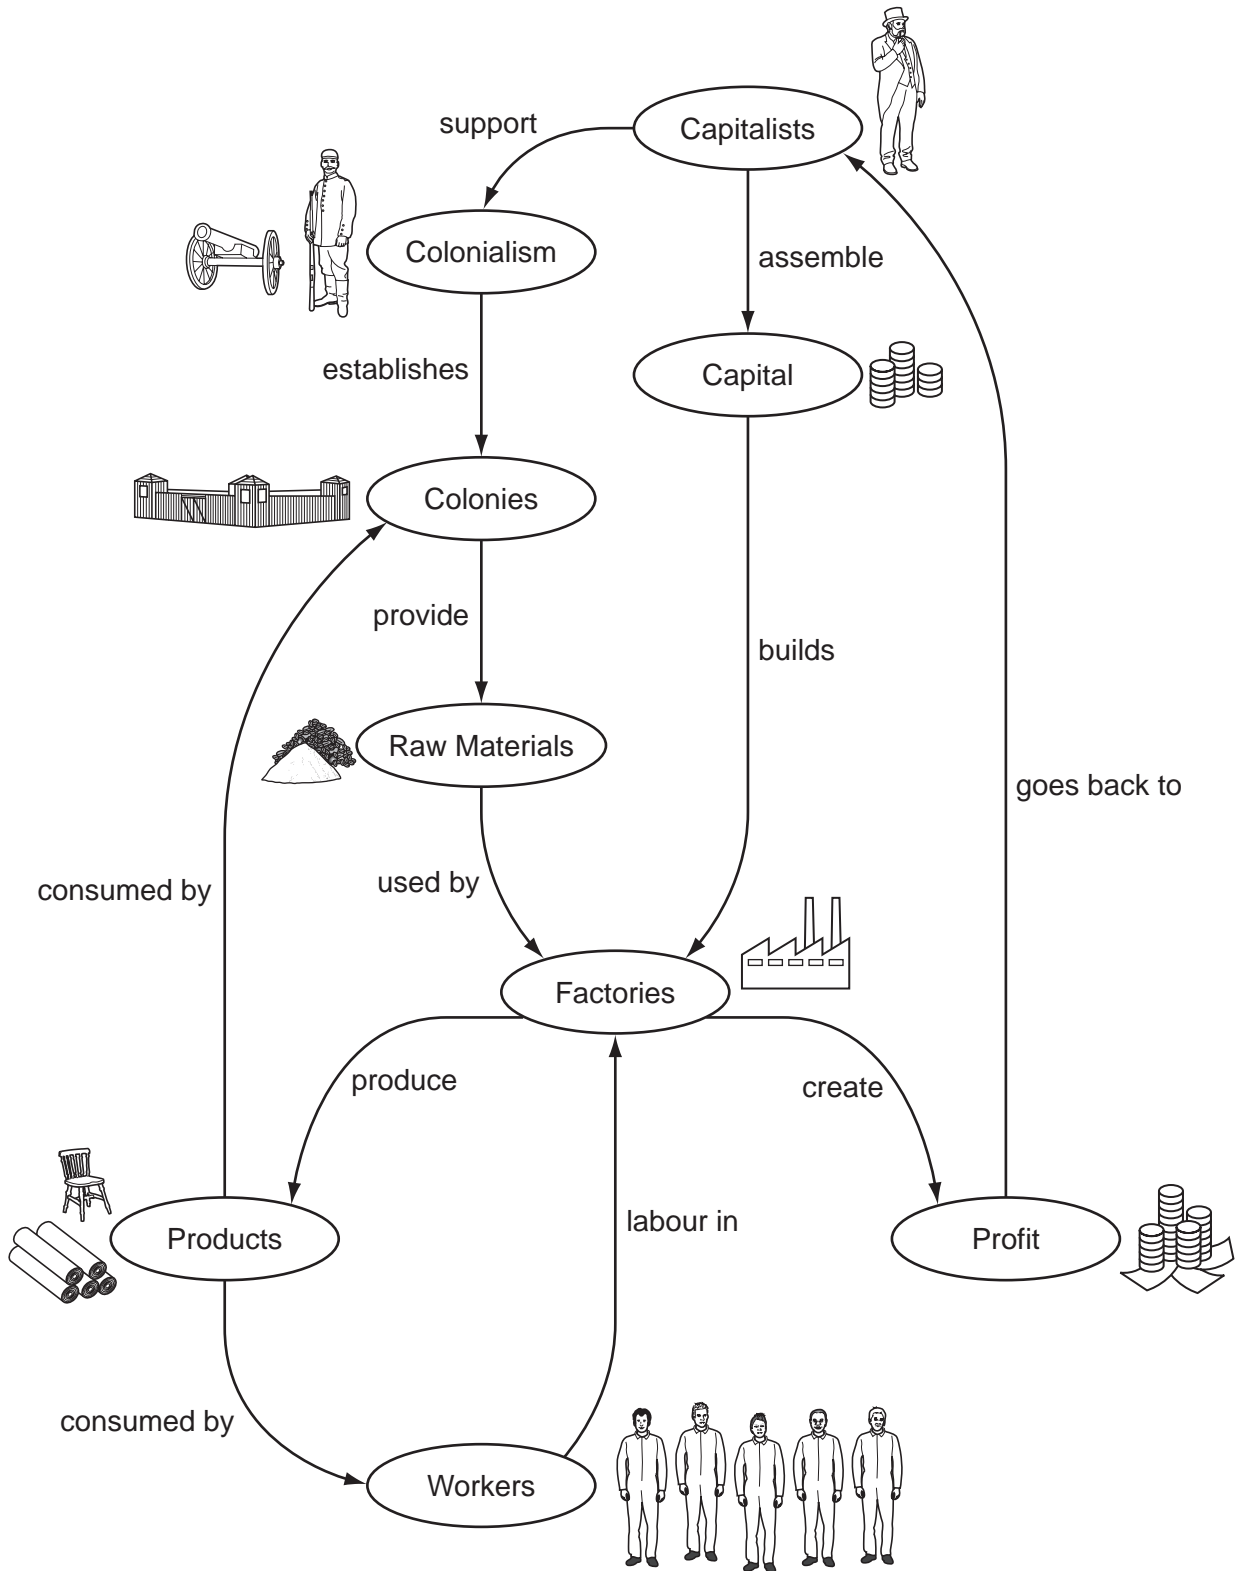 Capitalists
support
Colonialism
assemble
establishes
Capital
Colonies
provide
builds
Raw Materials
goes back to
used by
consumed by
Factories
produce
create
labour in
Products
Profit
consumed by
Workers